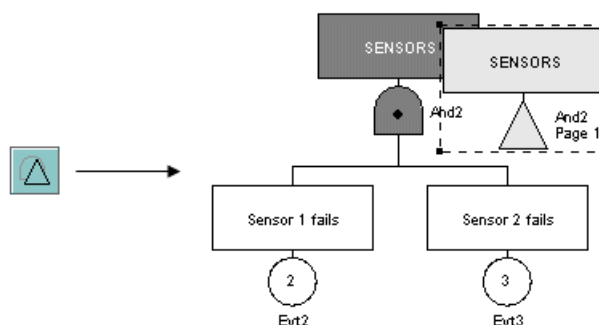 SENSORS
SENSORS
And2
And2
Page 1
Sensor 1 fails
Sensor 2 fails
2
3
Evt2
Evt3